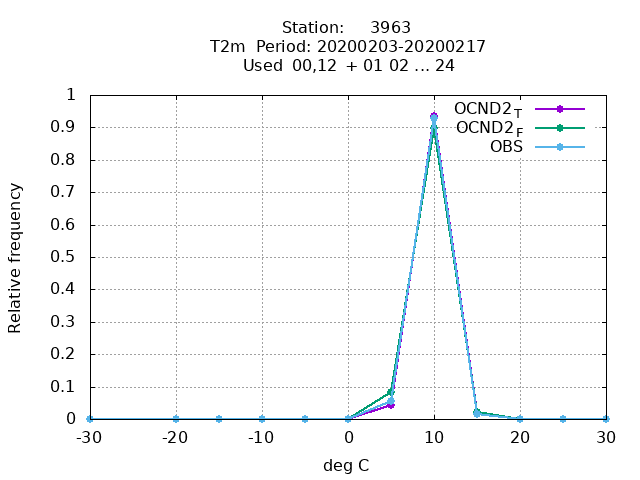 Station: 3963
T2m Period: 20200203-20200217
Used 00,12 + 01 02 ... 24
1
0.9
0.8
0.7
0.6
0.5
0.4
0.3
0.2
0.1
0
Relative frequency
OCND2T
OCND2F
OBS
-30 -20 -10 0 10 20 30
deg C